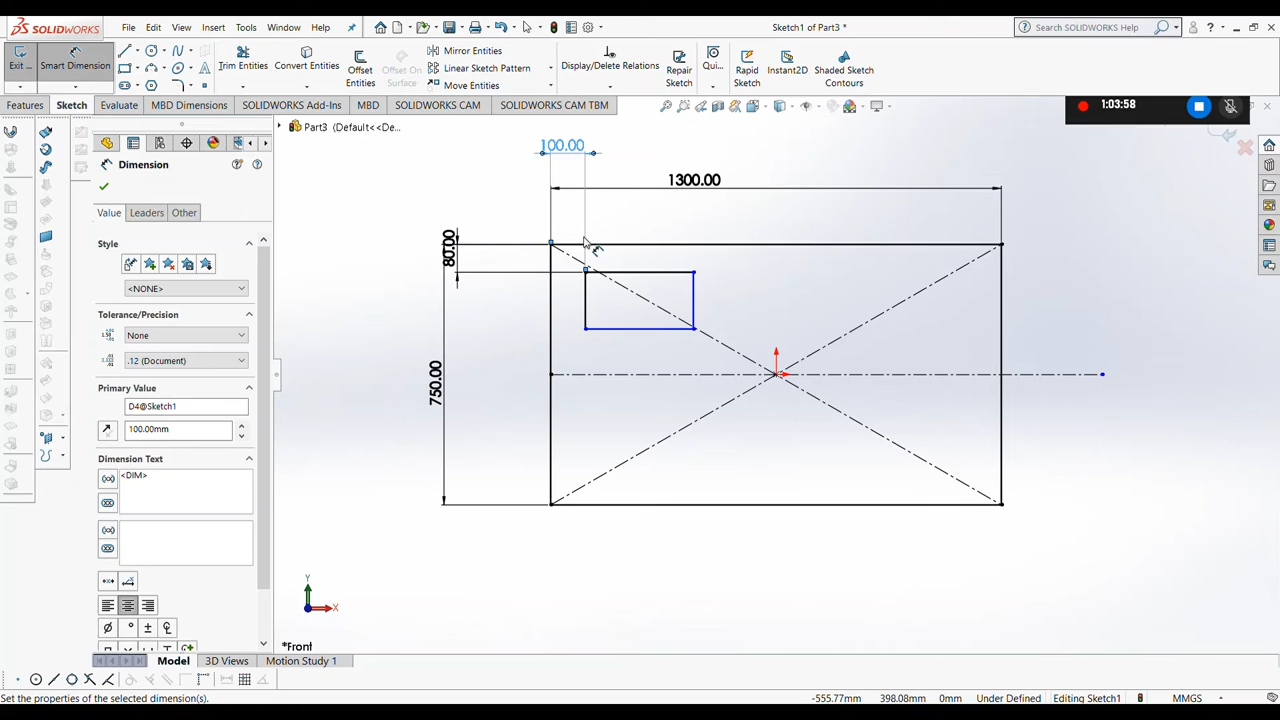 SOLIDWORKS
File
Edit
View
Insert
Tools
Window
Sketch1 of Part3 *
Search SOLIDWORKS Help
Exit ...
Smart Dimension
Trim Entities
Convert Entities
Offset Entities
Offset On Surface
Mirror Entities
Linear Sketch Pattern
Move Entities
Display/Delete Relations
Repair Sketch
Qui...
Rapid Sketch
Instant2D
Shaded Sketch Contours
Features
Sketch
Evaluate
MBD Dimensions
SOLIDWORKS Add-Ins
MBD
SOLIDWORKS CAM
SOLIDWORKS CAM TBM
1:03:58
Part3 (Default<<De...
Dimension
Value
Leaders
Other
Style
<NONE>
Tolerance/Precision
None
.12 (Document)
Primary Value
D4@Sketch1
100.00mm
Dimension Text
<DIM>
100.00
1300.00
80.00
750.00
Y
X
*Front
Model
3D Views
Motion Study 1
Set the properties of the selected dimension(s).
-555.77mm
398.08mm
0mm
Under Defined
Editing Sketch1
MMGS